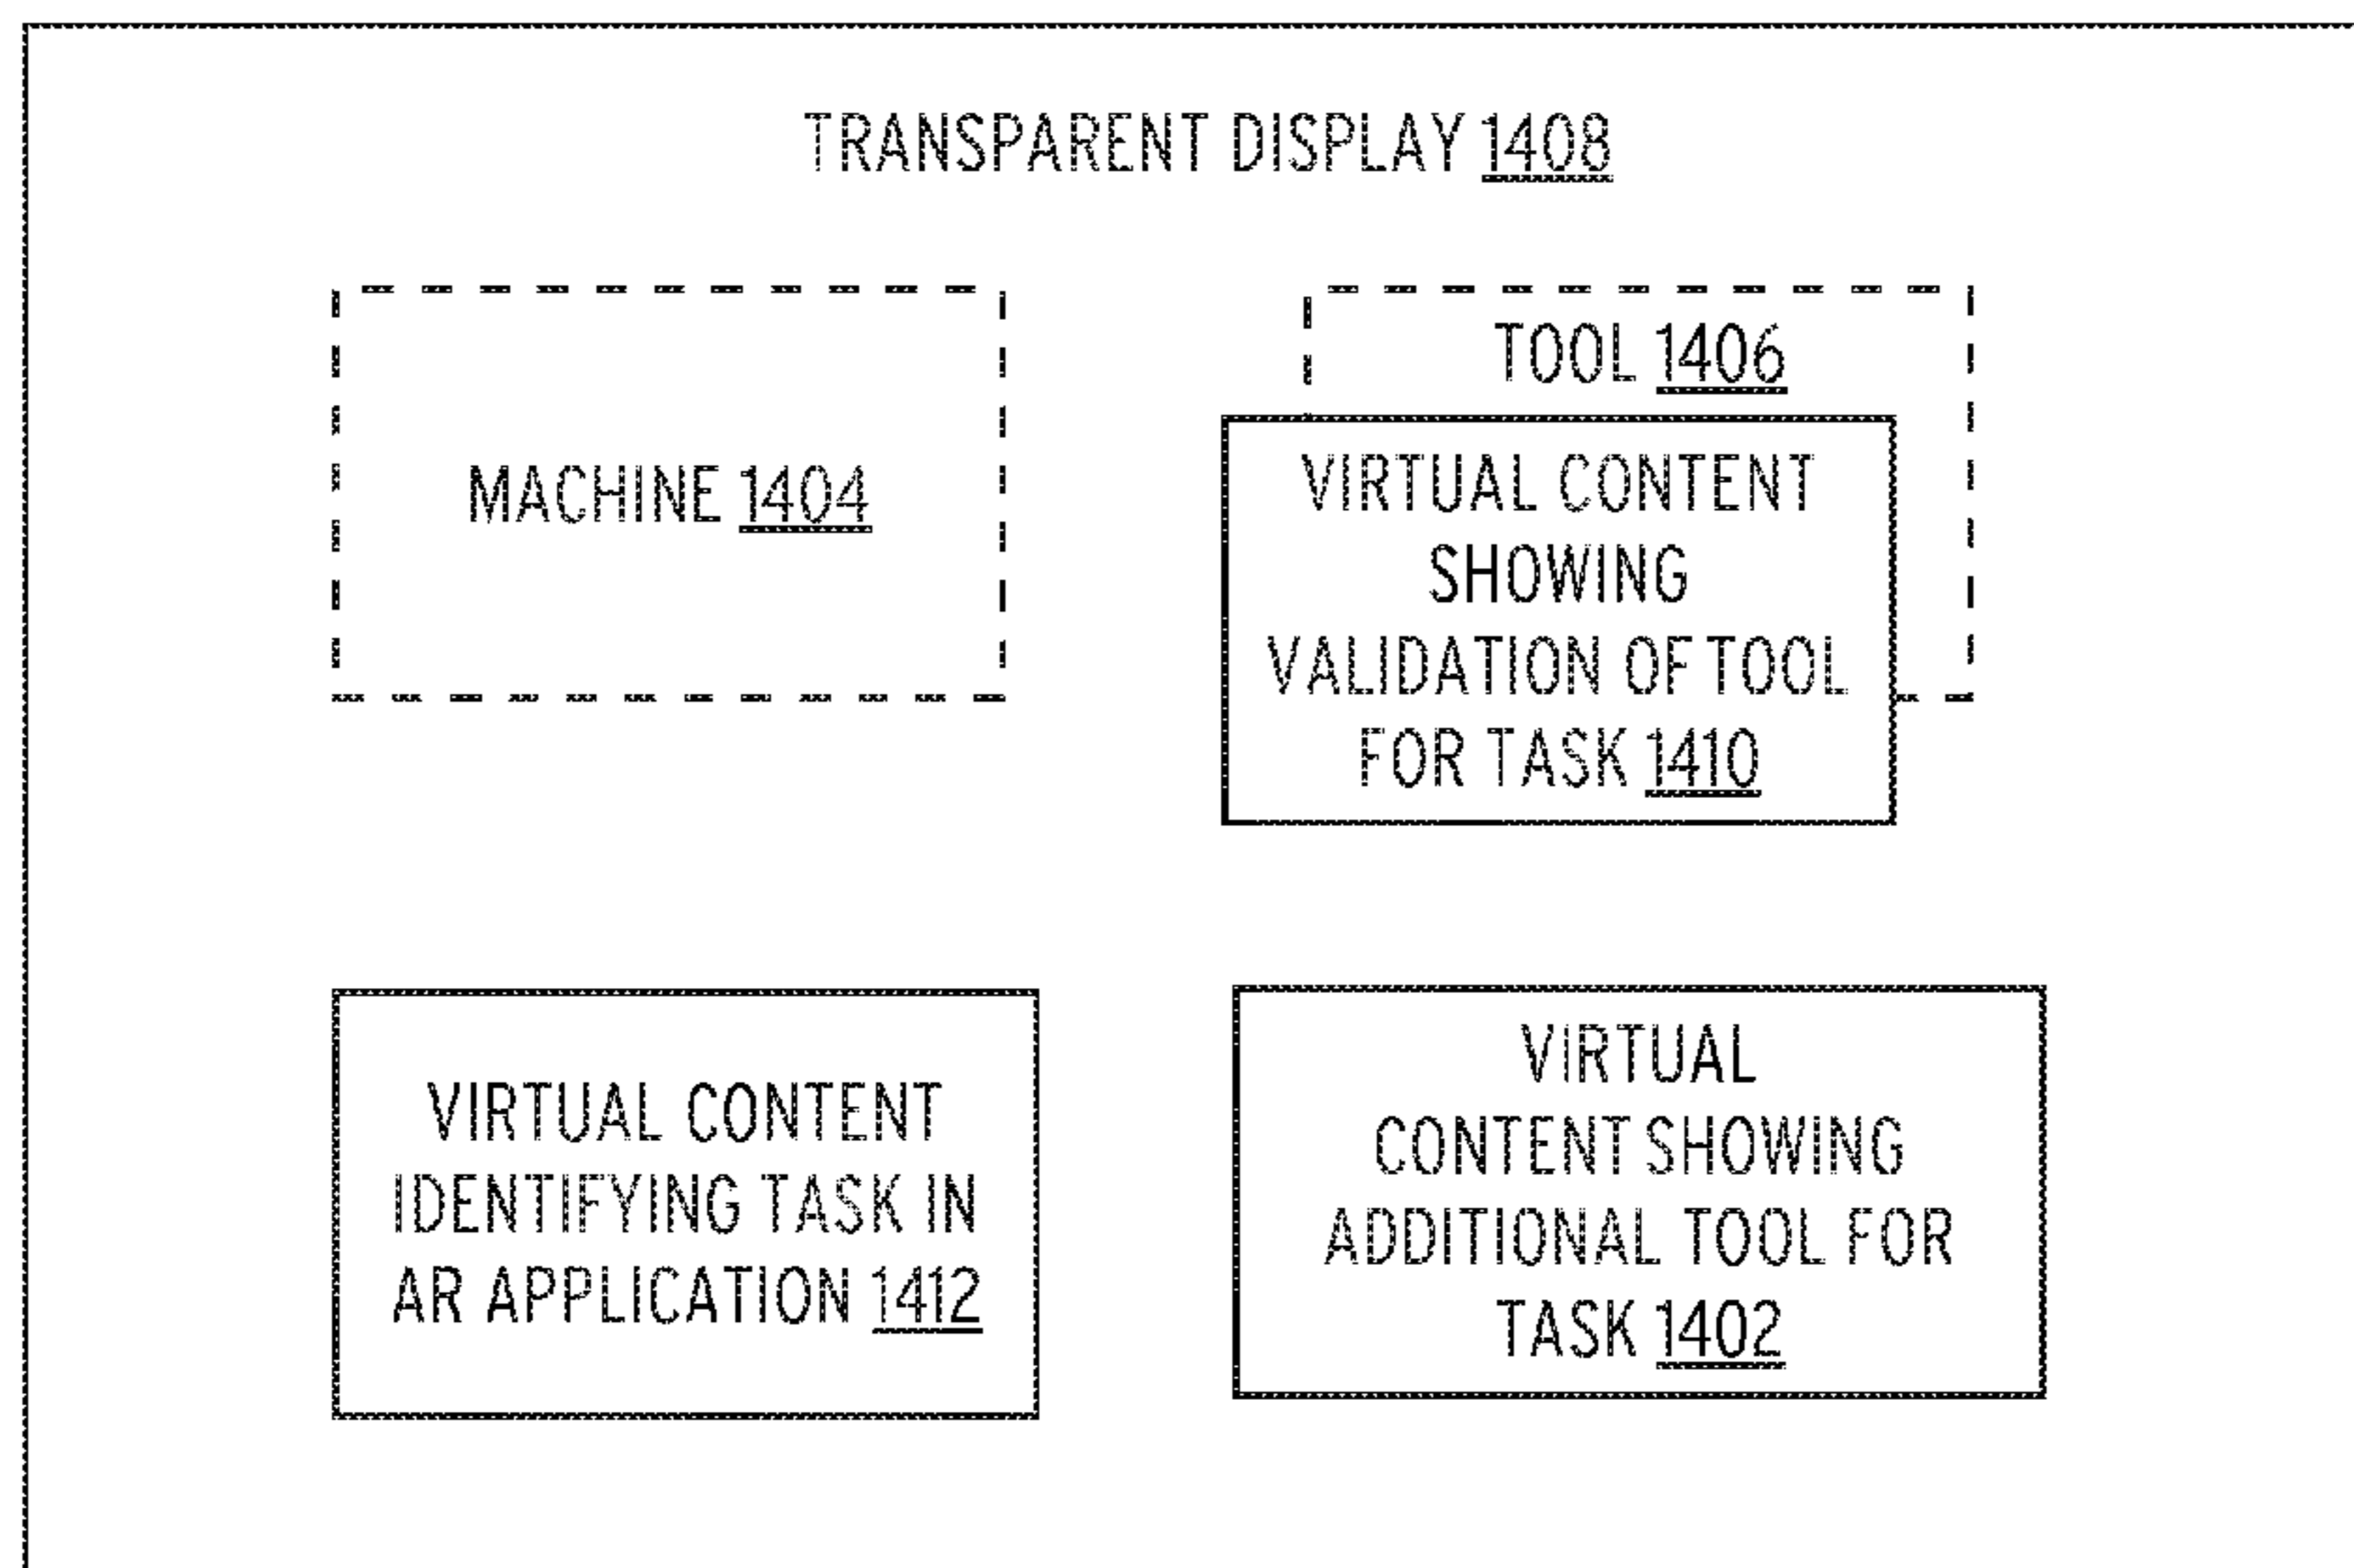 TRANSPARENT DISPLAY 1408
MACHINE 1404
TOOL 1406
VIRTUAL CONTENT
SHOWING
VALIDATION OF TOOL
FOR TASK 1410
VIRTUAL CONTENT
IDENTIFYING TASK IN
AR APPLICATION 1412
VIRTUAL
CONTENT SHOWING
ADDITIONAL TOOL FOR
TASK 1402